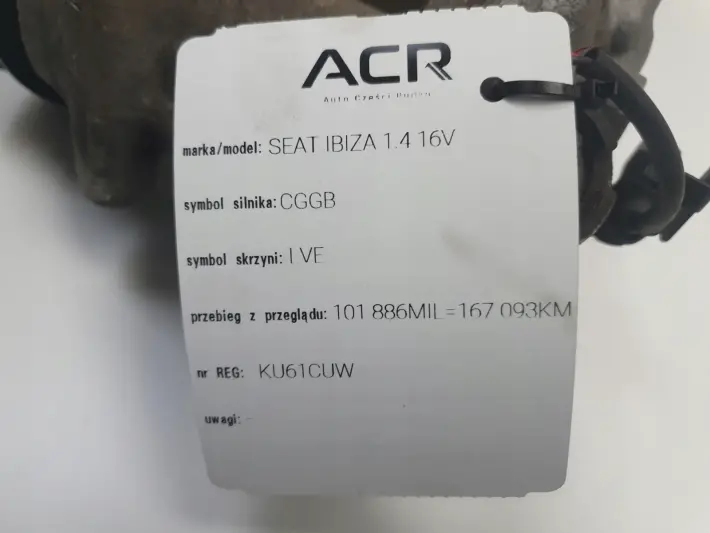 ACR
Auto Części Radom
marka/model: SEAT IBIZA 1.4 16V
symbol silnika: CGGB
symbol skrzyni: LVE
przebieg z przeglądu: 101 886MIL=167 093KM
nr REG: KU61CUW
uwagi: -